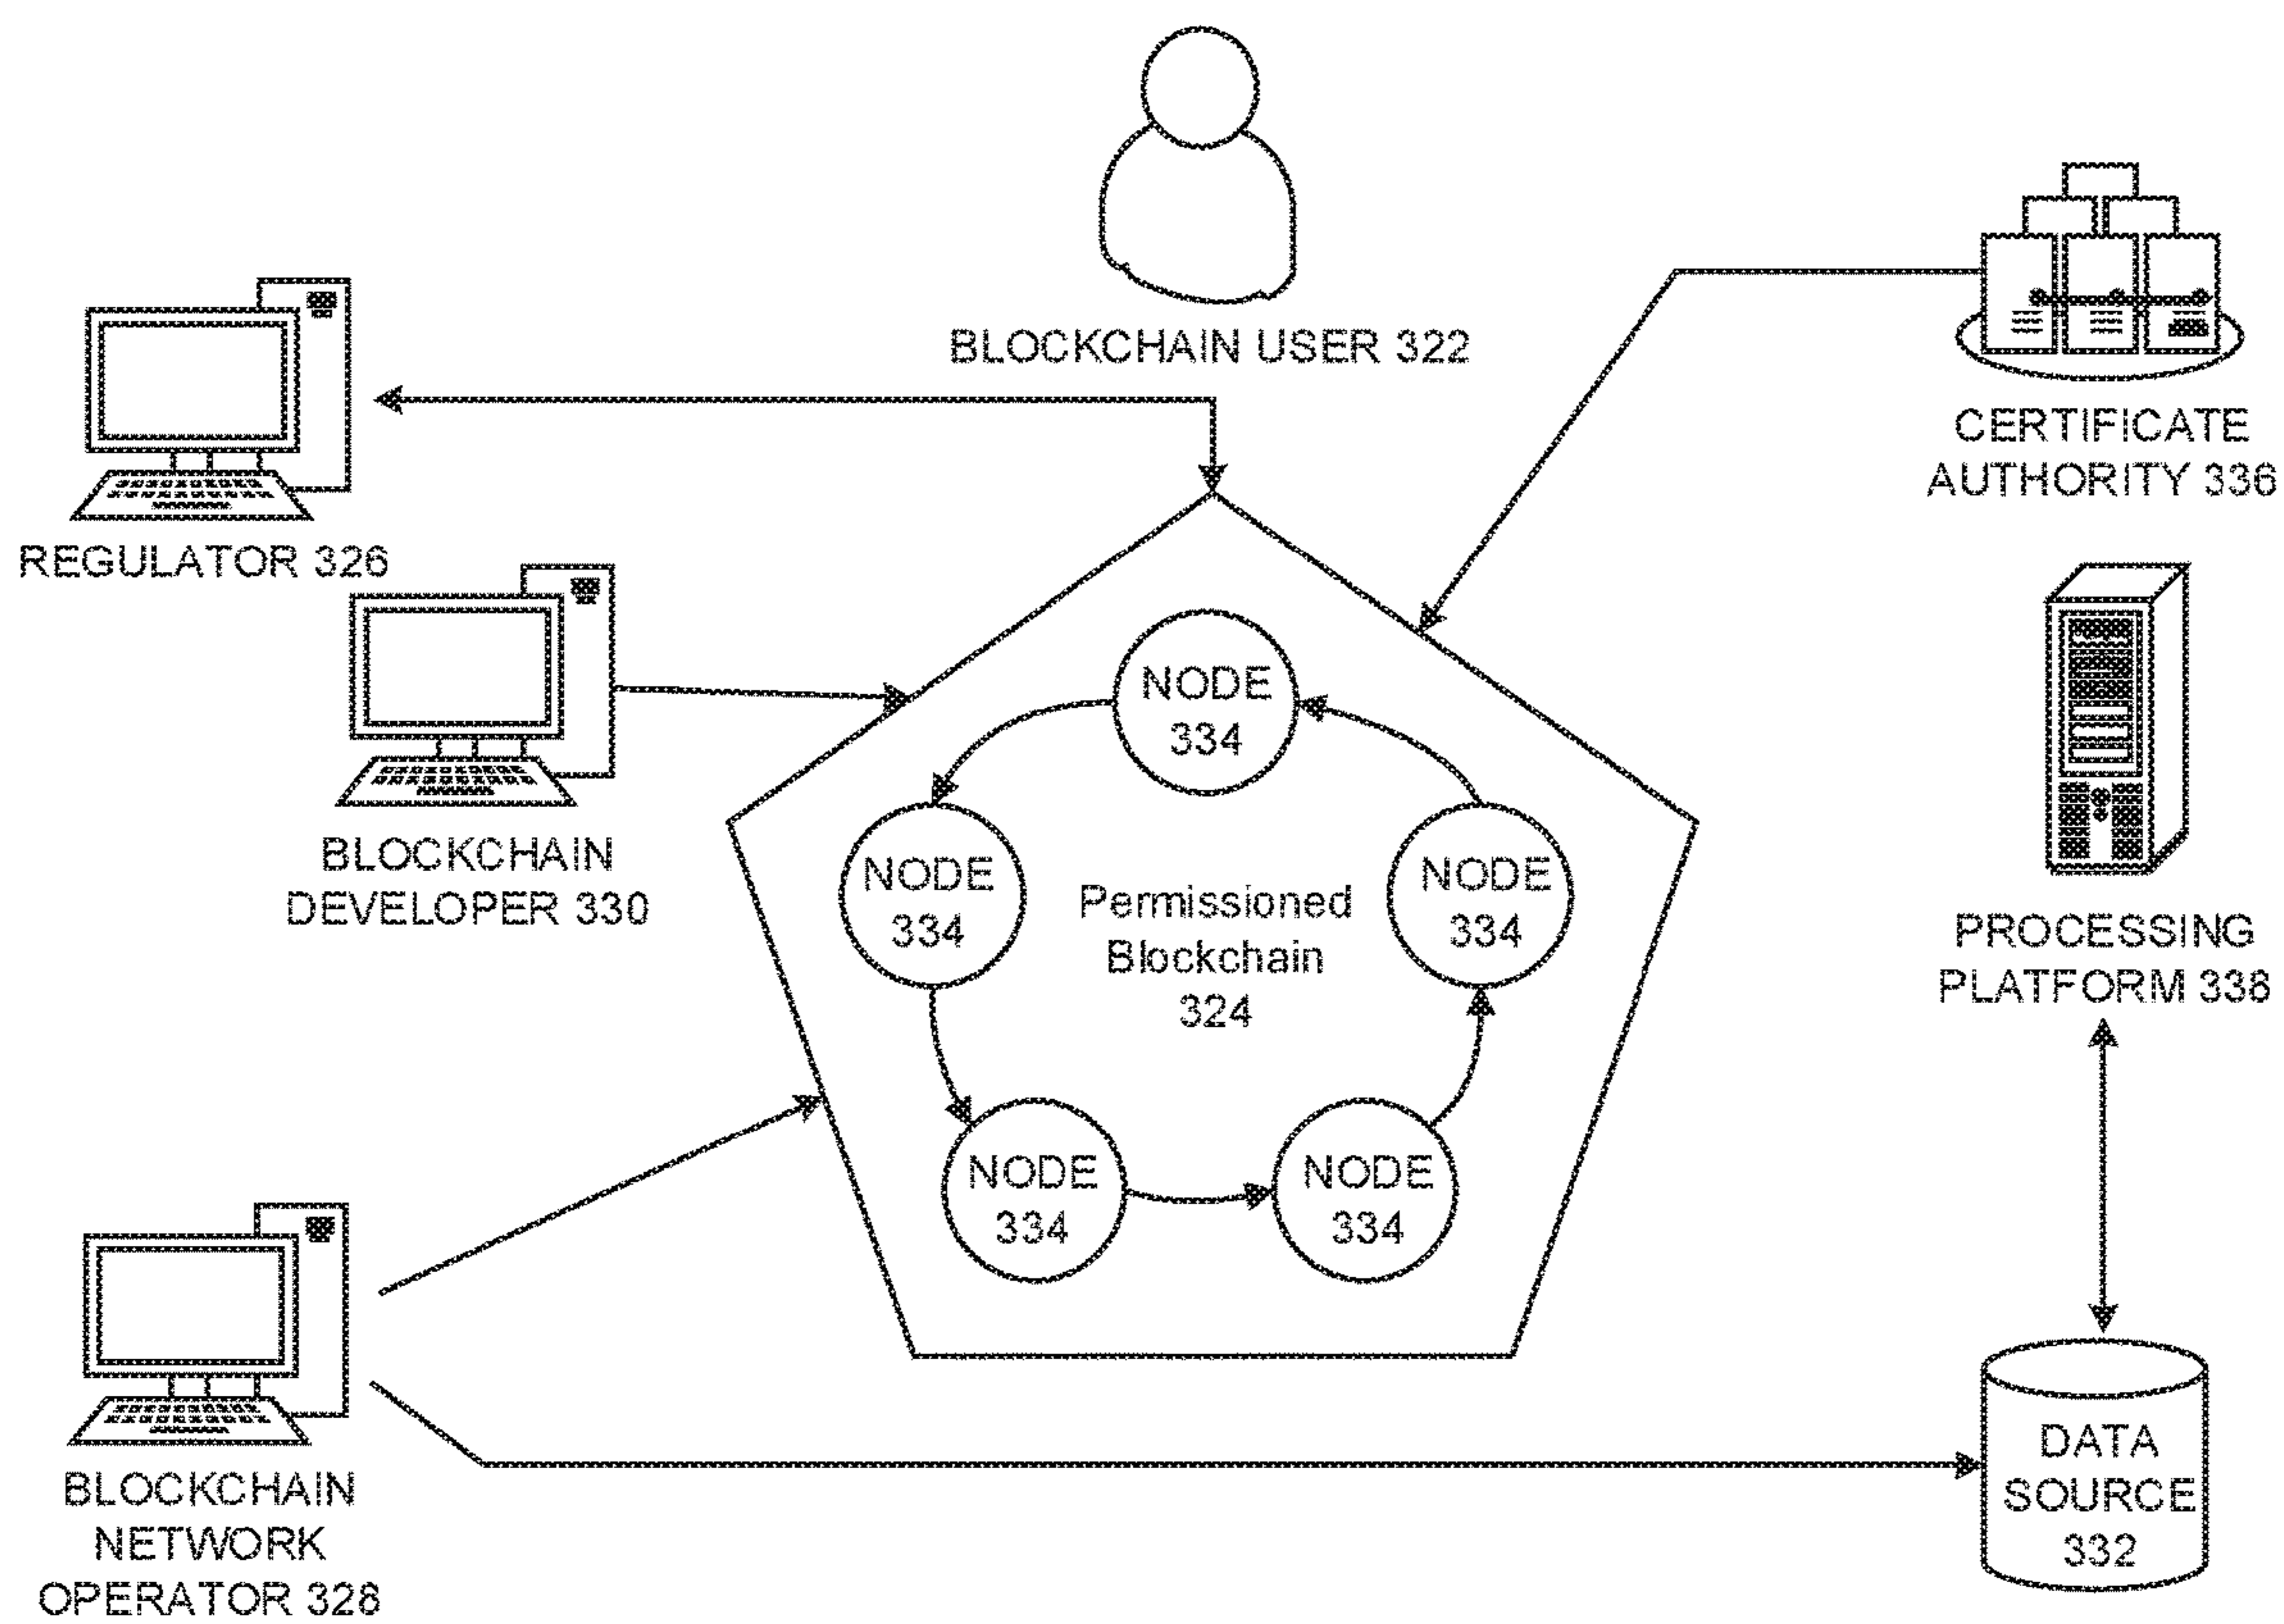 BLOCKCHAIN USER 322
CERTIFICATE
AUTHORITY 336
REGULATOR 326
BLOCKCHAIN
DEVELOPER 330
NODE
334
NODE
334
Permissioned
Blockchain
324
NODE
334
PROCESSING
PLATFORM 338
NODE
334
NODE
334
BLOCKCHAIN
NETWORK
OPERATOR 328
DATA
SOURCE
332